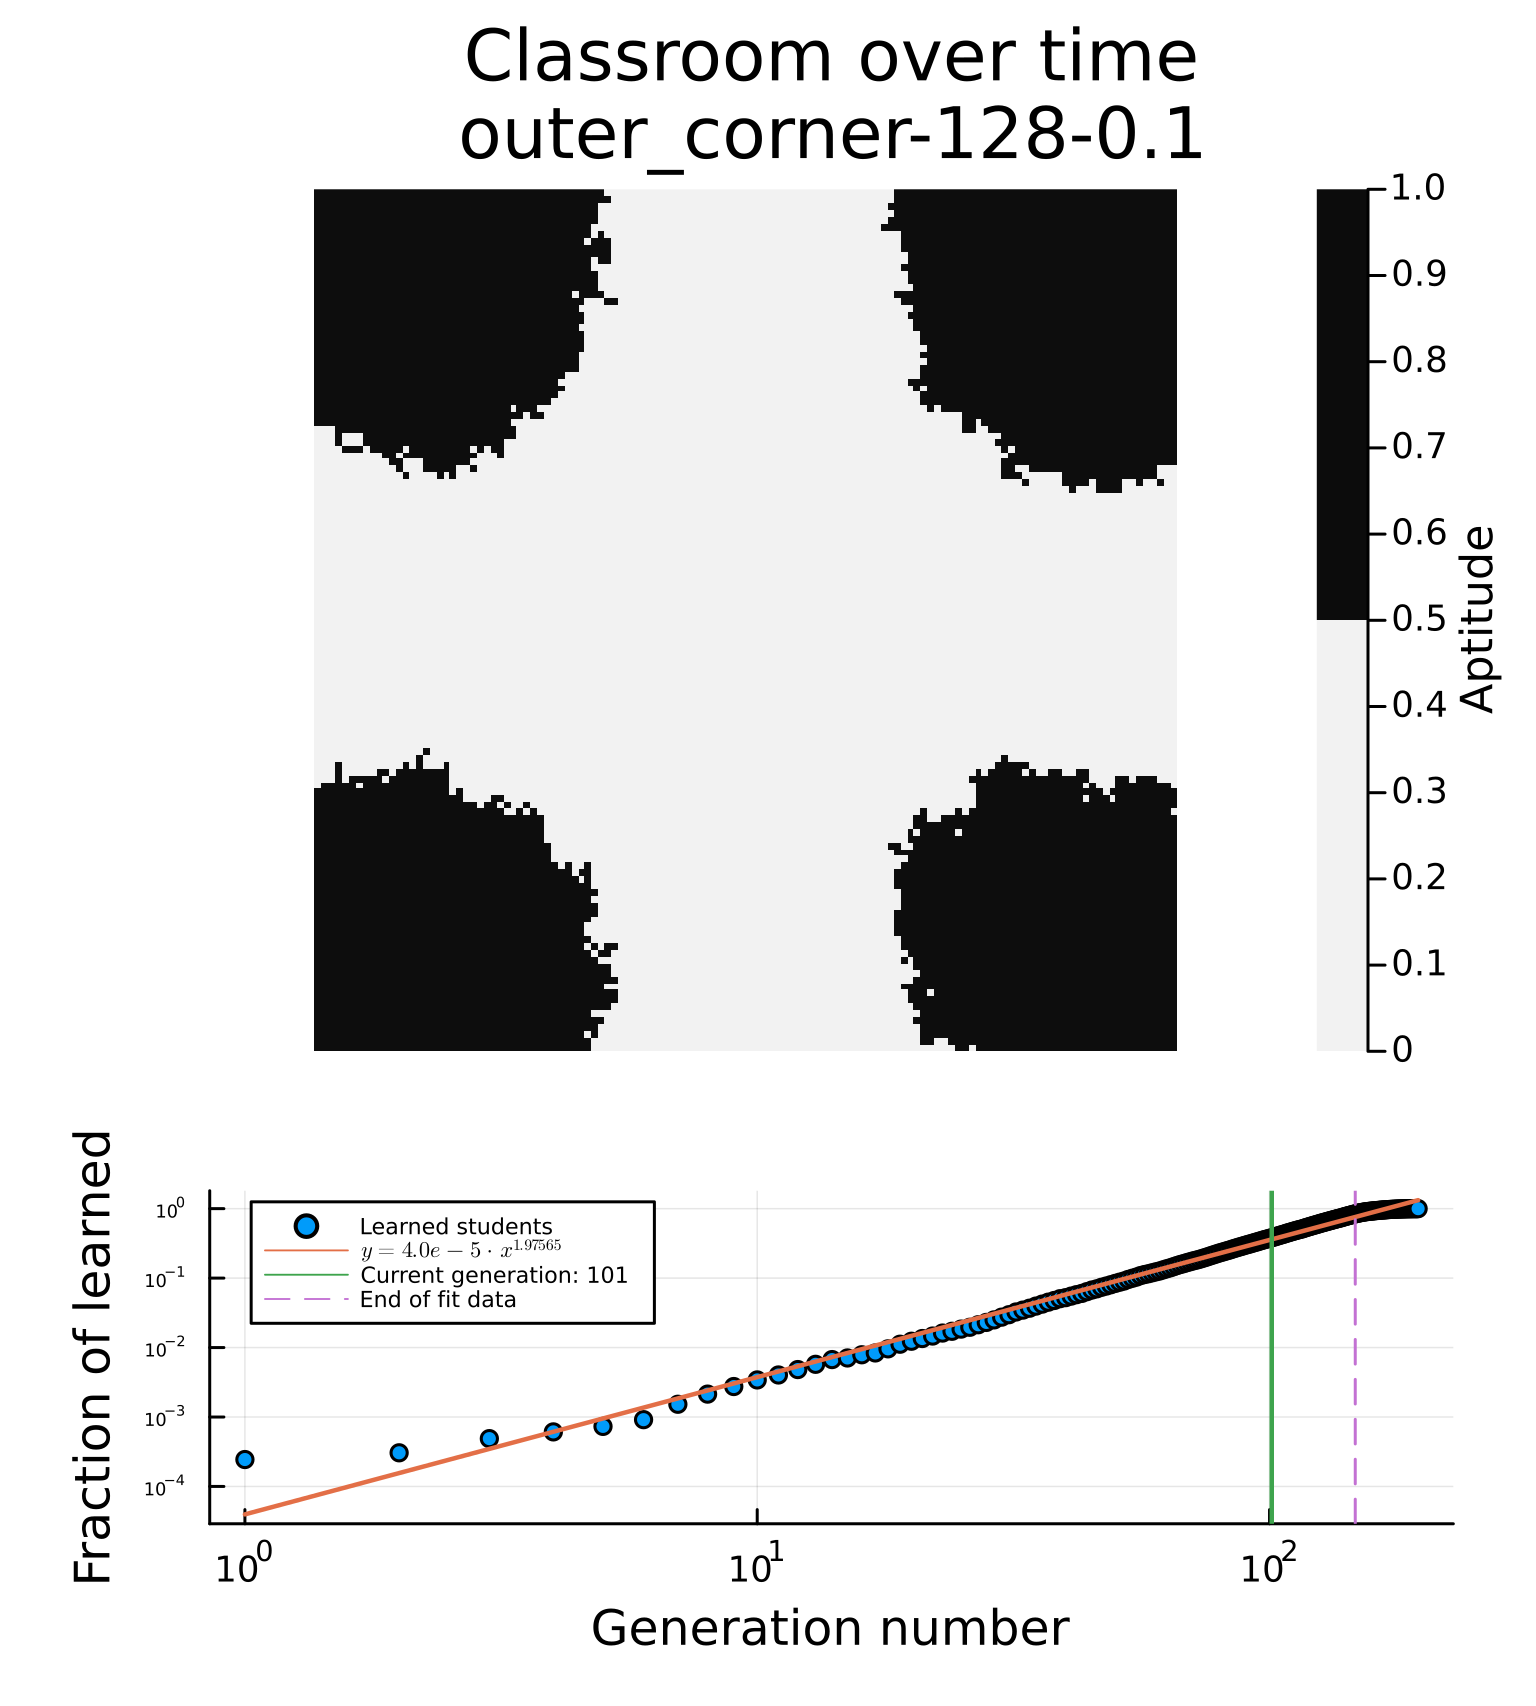 Classroom over time
outer_corner-128-0.1
1.0
0.9
0.8
0.7
0.6
0.5
0.4
0.3
0.2
0.1
0
Aptitude
Fraction of learned
10⁰
10⁻¹
10⁻²
10⁻³
10⁻⁴
Learned students
y = 4.0e − 5 · x^1.97565
Current generation: 101
End of fit data
10⁰
10¹
10²
Generation number